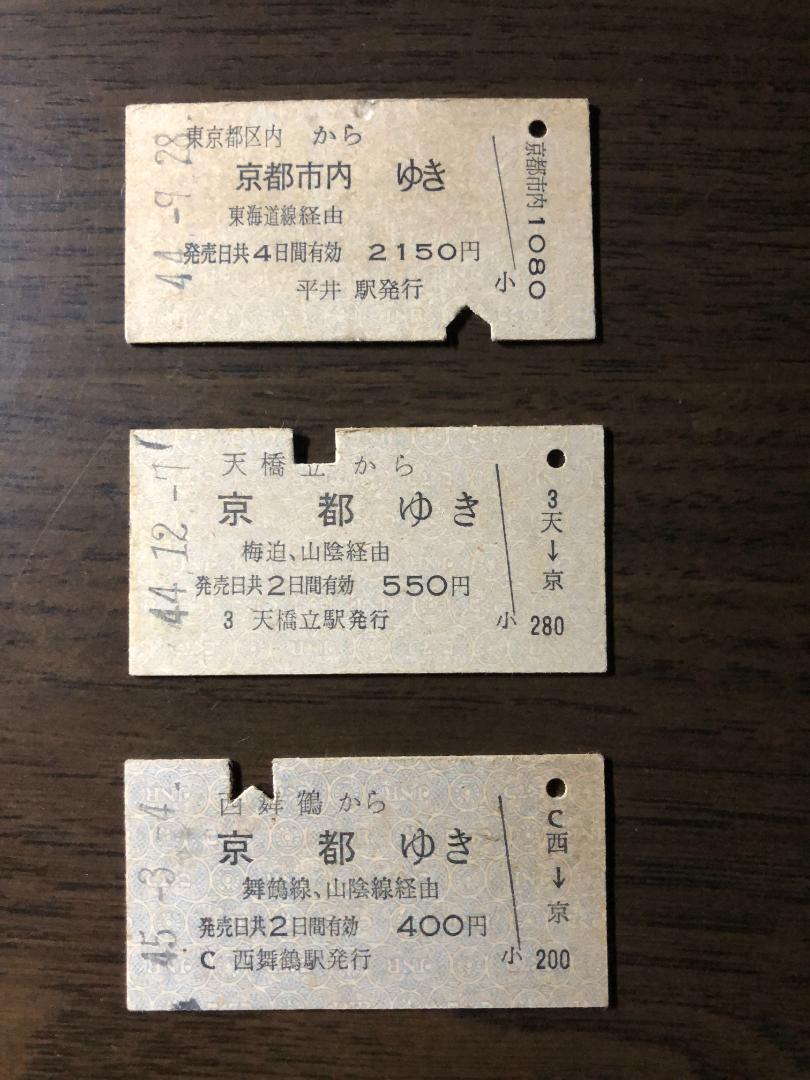 東京都区内 から
京都市内 ゆき
東海道線経由
発売日共4日間有効 2150円
平井 駅発行
小
京都市内1080
44.-9.28.
天橋立 から
京 都 ゆき
梅迫、山陰経由
発売日共2日間有効 550円
3 天橋立駅発行
小 280
3
天→京
44.12.-7
西舞鶴から
京 都 ゆき
舞鶴線、山陰線経由
発売日共2日間有効 400円
C 西舞鶴駅発行
小 200
C
西→京
45.-3.-4.